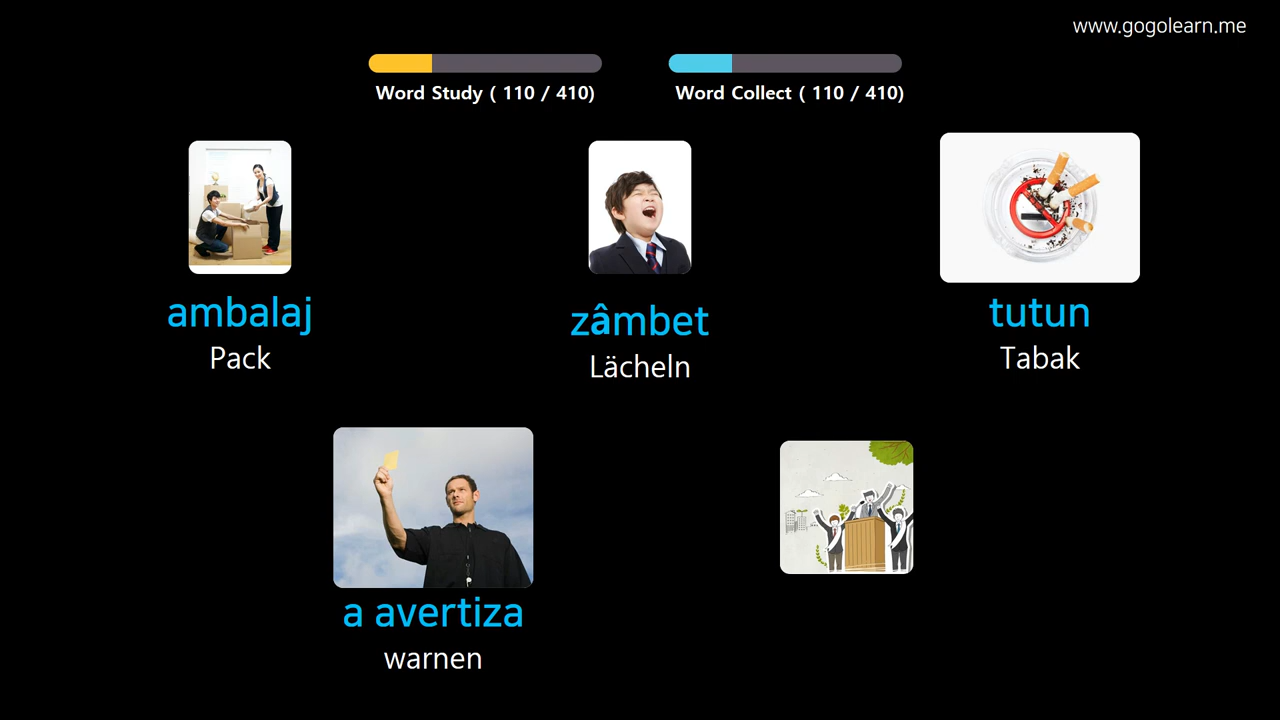 www.gogolearn.me
Word Study ( 110 / 410)
Word Collect ( 110 / 410)
ambalaj
Pack
zâmbet
Lächeln
tutun
Tabak
a avertiza
warnen